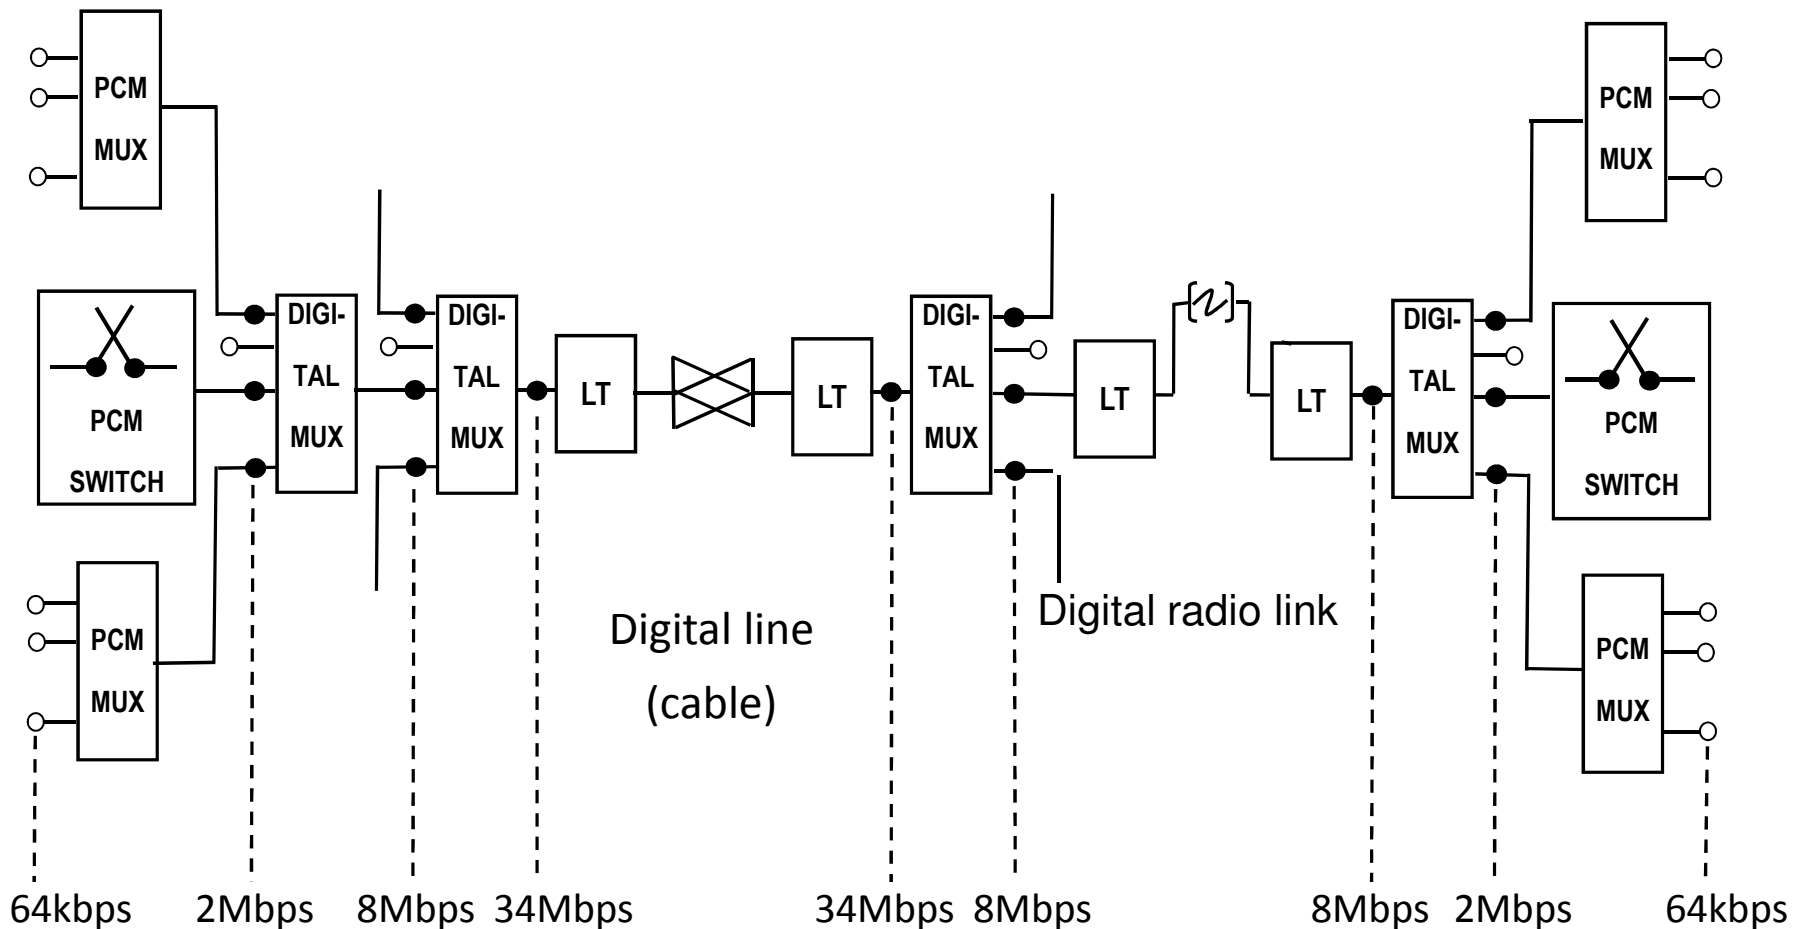 PCM
MUX
PCM
MUX
DIGI-
TAL
MUX
DIGI-
TAL
MUX
DIGI-
TAL
MUX
DIGI-
TAL
MUX
LT
LT
LT
LT
PCM
SWITCH
PCM
SWITCH
PCM
MUX
PCM
MUX
Digital line
(cable)
Digital radio link
64kbps
2Mbps
8Mbps
34Mbps
34Mbps
8Mbps
8Mbps
2Mbps
64kbps